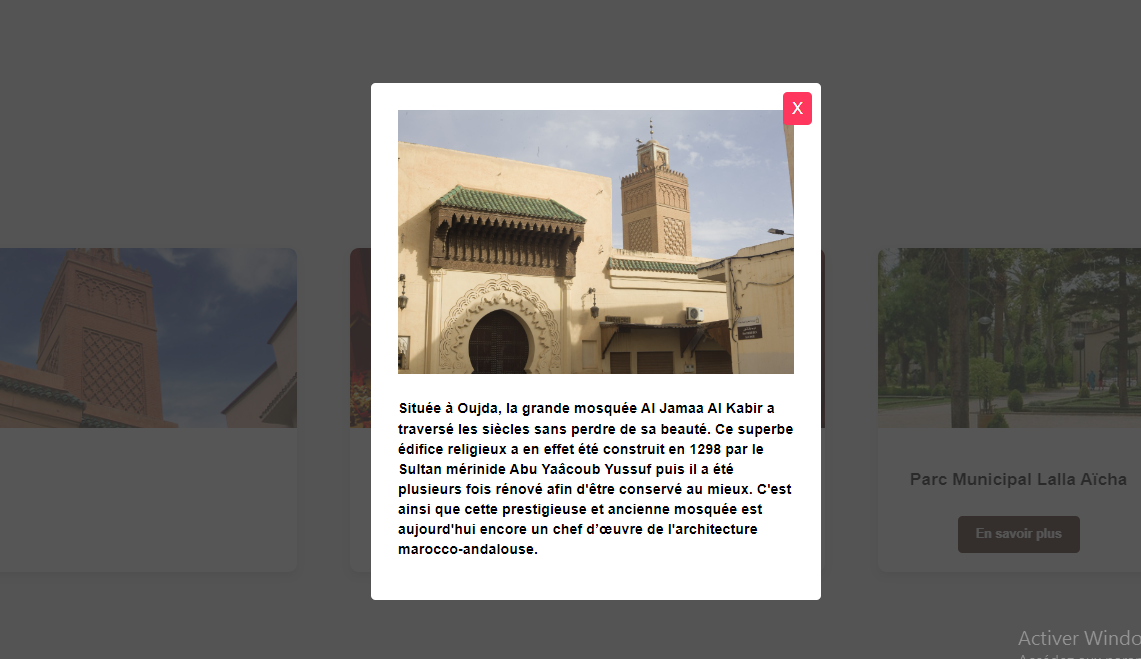 X
Située à Oujda, la grande mosquée Al Jamaa Al Kabir a
traversé les siècles sans perdre de sa beauté. Ce superbe
édifice religieux a en effet été construit en 1298 par le
Sultan mérinide Abu Yaâcoub Yussuf puis il a été
plusieurs fois rénové afin d'être conservé au mieux. C'est
ainsi que cette prestigieuse et ancienne mosquée est
aujourd'hui encore un chef d’œuvre de l'architecture
marocco-andalouse.
Parc Municipal Lalla Aïcha
En savoir plus
Activer Windo